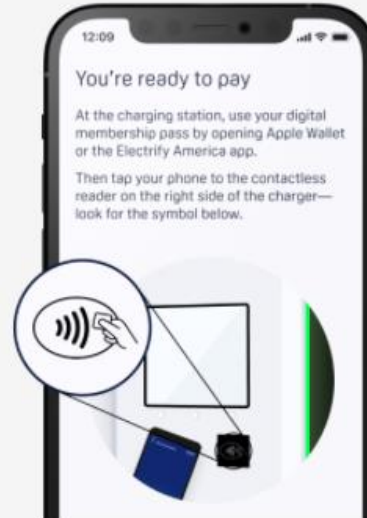 12:09
You're ready to pay
At the charging station, use your digital
membership pass by opening Apple Wallet
or the Electrify America app.
Then tap your phone to the contactless
reader on the right side of the charger—
look for the symbol below.